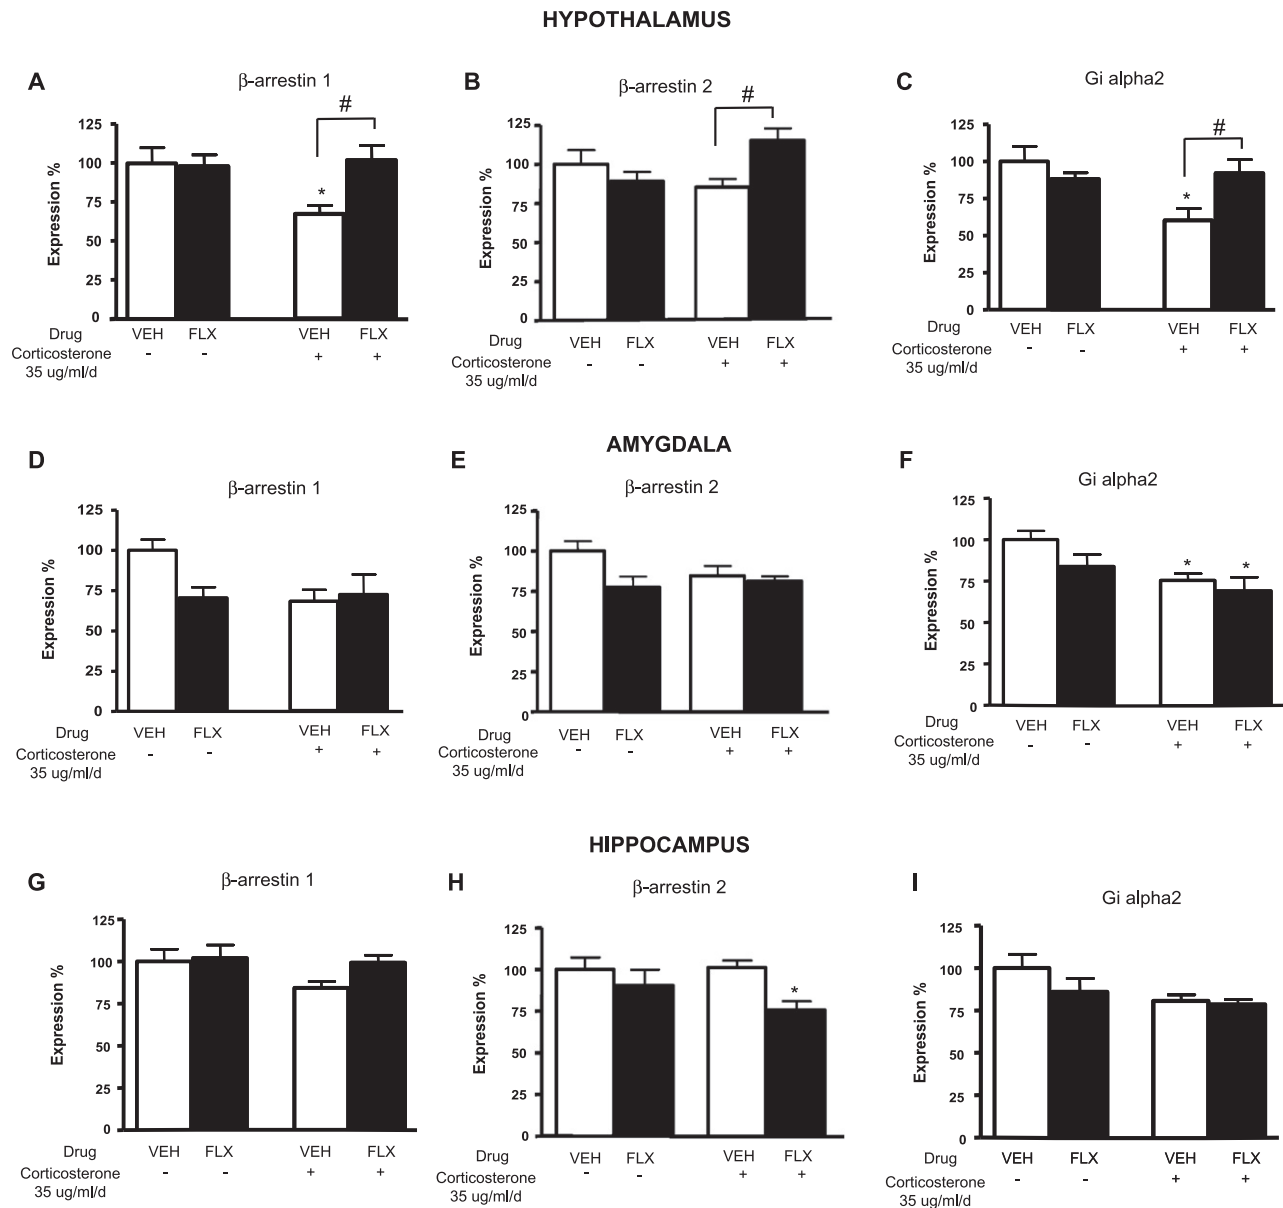 HYPOTHALAMUS
A
β-arrestin 1
#
*
Expression %
125
100
75
50
25
0
Drug VEH FLX VEH FLX
Corticosterone - - + +
35 ug/ml/d
B
β-arrestin 2
#
Expression %
125
100
75
50
25
0
Drug VEH FLX VEH FLX
Corticosterone - - + +
35 ug/ml/d
C
Gi alpha2
#
*
Expression %
125
100
75
50
25
0
Drug VEH FLX VEH FLX
Corticosterone - - + +
35 ug/ml/d
AMYGDALA
D
β-arrestin 1
Expression %
125
100
75
50
25
0
Drug VEH FLX VEH FLX
Corticosterone - - + +
35 ug/ml/d
E
β-arrestin 2
Expression %
125
100
75
50
25
0
Drug VEH FLX VEH FLX
Corticosterone - - + +
35 ug/ml/d
F
Gi alpha2
* *
Expression %
125
100
75
50
25
0
Drug VEH FLX VEH FLX
Corticosterone - - + +
35 ug/ml/d
HIPPOCAMPUS
G
β-arrestin 1
Expression %
125
100
75
50
25
0
Drug VEH FLX VEH FLX
Corticosterone - - + +
35 ug/ml/d
H
β-arrestin 2
*
Expression %
125
100
75
50
25
0
Drug VEH FLX VEH FLX
Corticosterone - - + +
35 ug/ml/d
I
Gi alpha2
Expression %
125
100
75
50
25
0
Drug VEH FLX VEH FLX
Corticosterone - - + +
35 ug/ml/d